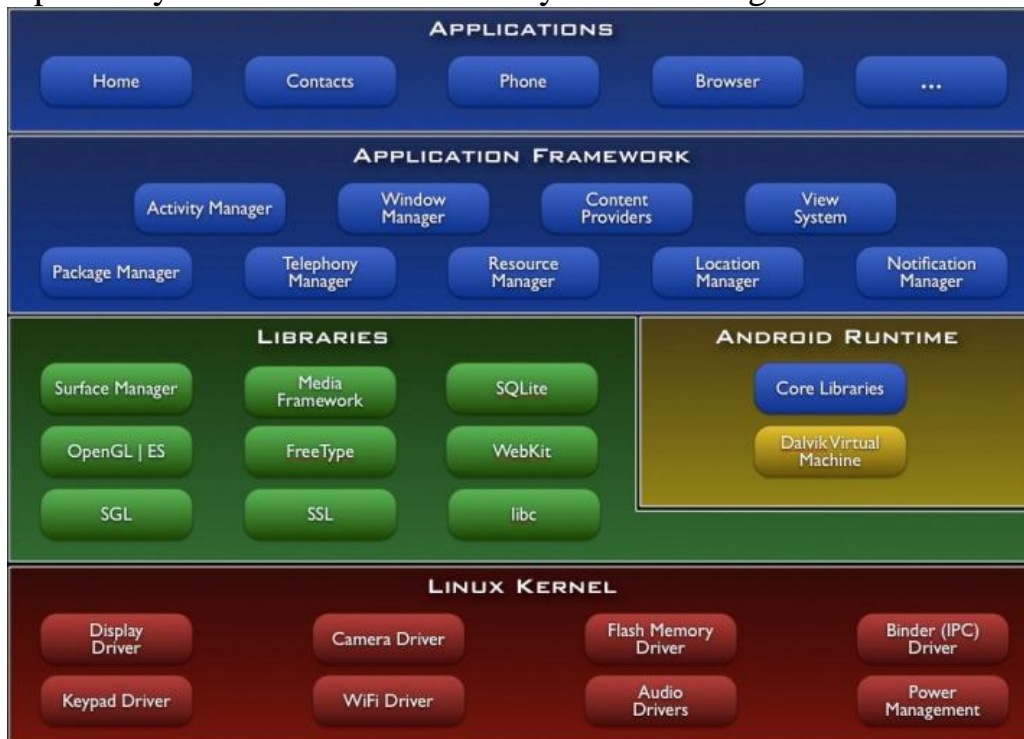 APPLICATIONS
Home
Contacts
Phone
Browser
...
APPLICATION FRAMEWORK
Activity Manager
Window
Manager
Content
Providers
View
System
Package Manager
Telephony
Manager
Resource
Manager
Location
Manager
Notification
Manager
LIBRARIES
Surface Manager
Media
Framework
SQLite
OpenGL | ES
FreeType
WebKit
SGL
SSL
libc
ANDROID RUNTIME
Core Libraries
Dalvik Virtual
Machine
LINUX KERNEL
Display
Driver
Camera Driver
Flash Memory
Driver
Binder (IPC)
Driver
Keypad Driver
WiFi Driver
Audio
Drivers
Power
Management